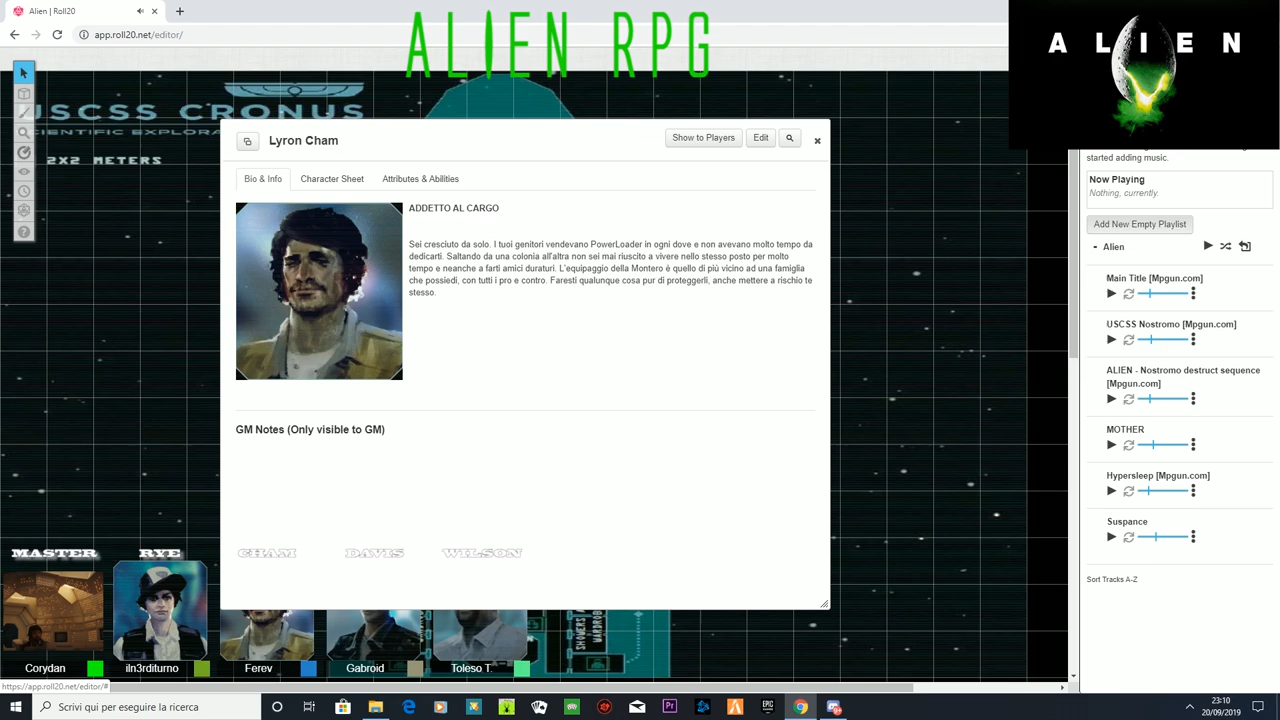 Alien | Roll20
app.roll20.net/editor/
ALIEN RPG
ALIEN
USCSS CRONUS
2X2 METERS
Lyron Cham
Show to Players
Edit
Bio & Info
Character Sheet
Attributes & Abilities
ADDETTO AL CARGO
Sei cresciuto da solo. I tuoi genitori vendevano PowerLoader in ogni dove e non avevano molto tempo da
dedicarti. Saltando da una colonia all'altra non sei mai riuscito a vivere nello stesso posto per molto
tempo e neanche a farti amici duraturi. L'equipaggio della Montero è quello di più vicino ad una famiglia
che possiedi, con tutti i pro e contro. Faresti qualunque cosa pur di proteggerli, anche mettere a rischio te
stesso.
GM Notes (Only visible to GM)
started adding music.
Now Playing
Nothing, currently.
Add New Empty Playlist
- Alien
Main Title [Mpgun.com]
USCSS Nostromo [Mpgun.com]
ALIEN - Nostromo destruct sequence
[Mpgun.com]
MOTHER
Hypersleep [Mpgun.com]
Suspance
Sort Tracks A-Z
MASTER
RYE
CHAM
DAVIS
WILSON
SHOWERS
Corydan
iln3rditurno
Ferev
Gabroid
Toleso T.
https://app.roll20.net/editor/#
Scrivi qui per eseguire la ricerca
23:10
20/09/2019